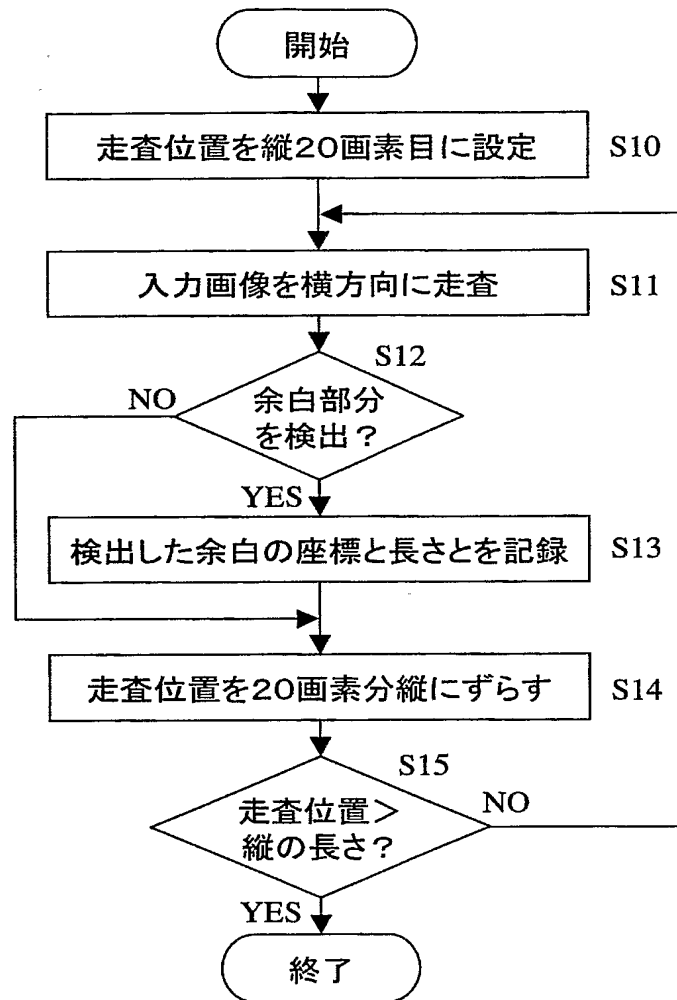 開始
走査位置を縦20画素目に設定
S10
入力画像を横方向に走査
S11
S12
NO
余白部分
を検出?
YES
検出した余白の座標と長さとを記録
S13
走査位置を20画素分縦にずらす
S14
S15
走査位置>
縦の長さ?
NO
YES
終了